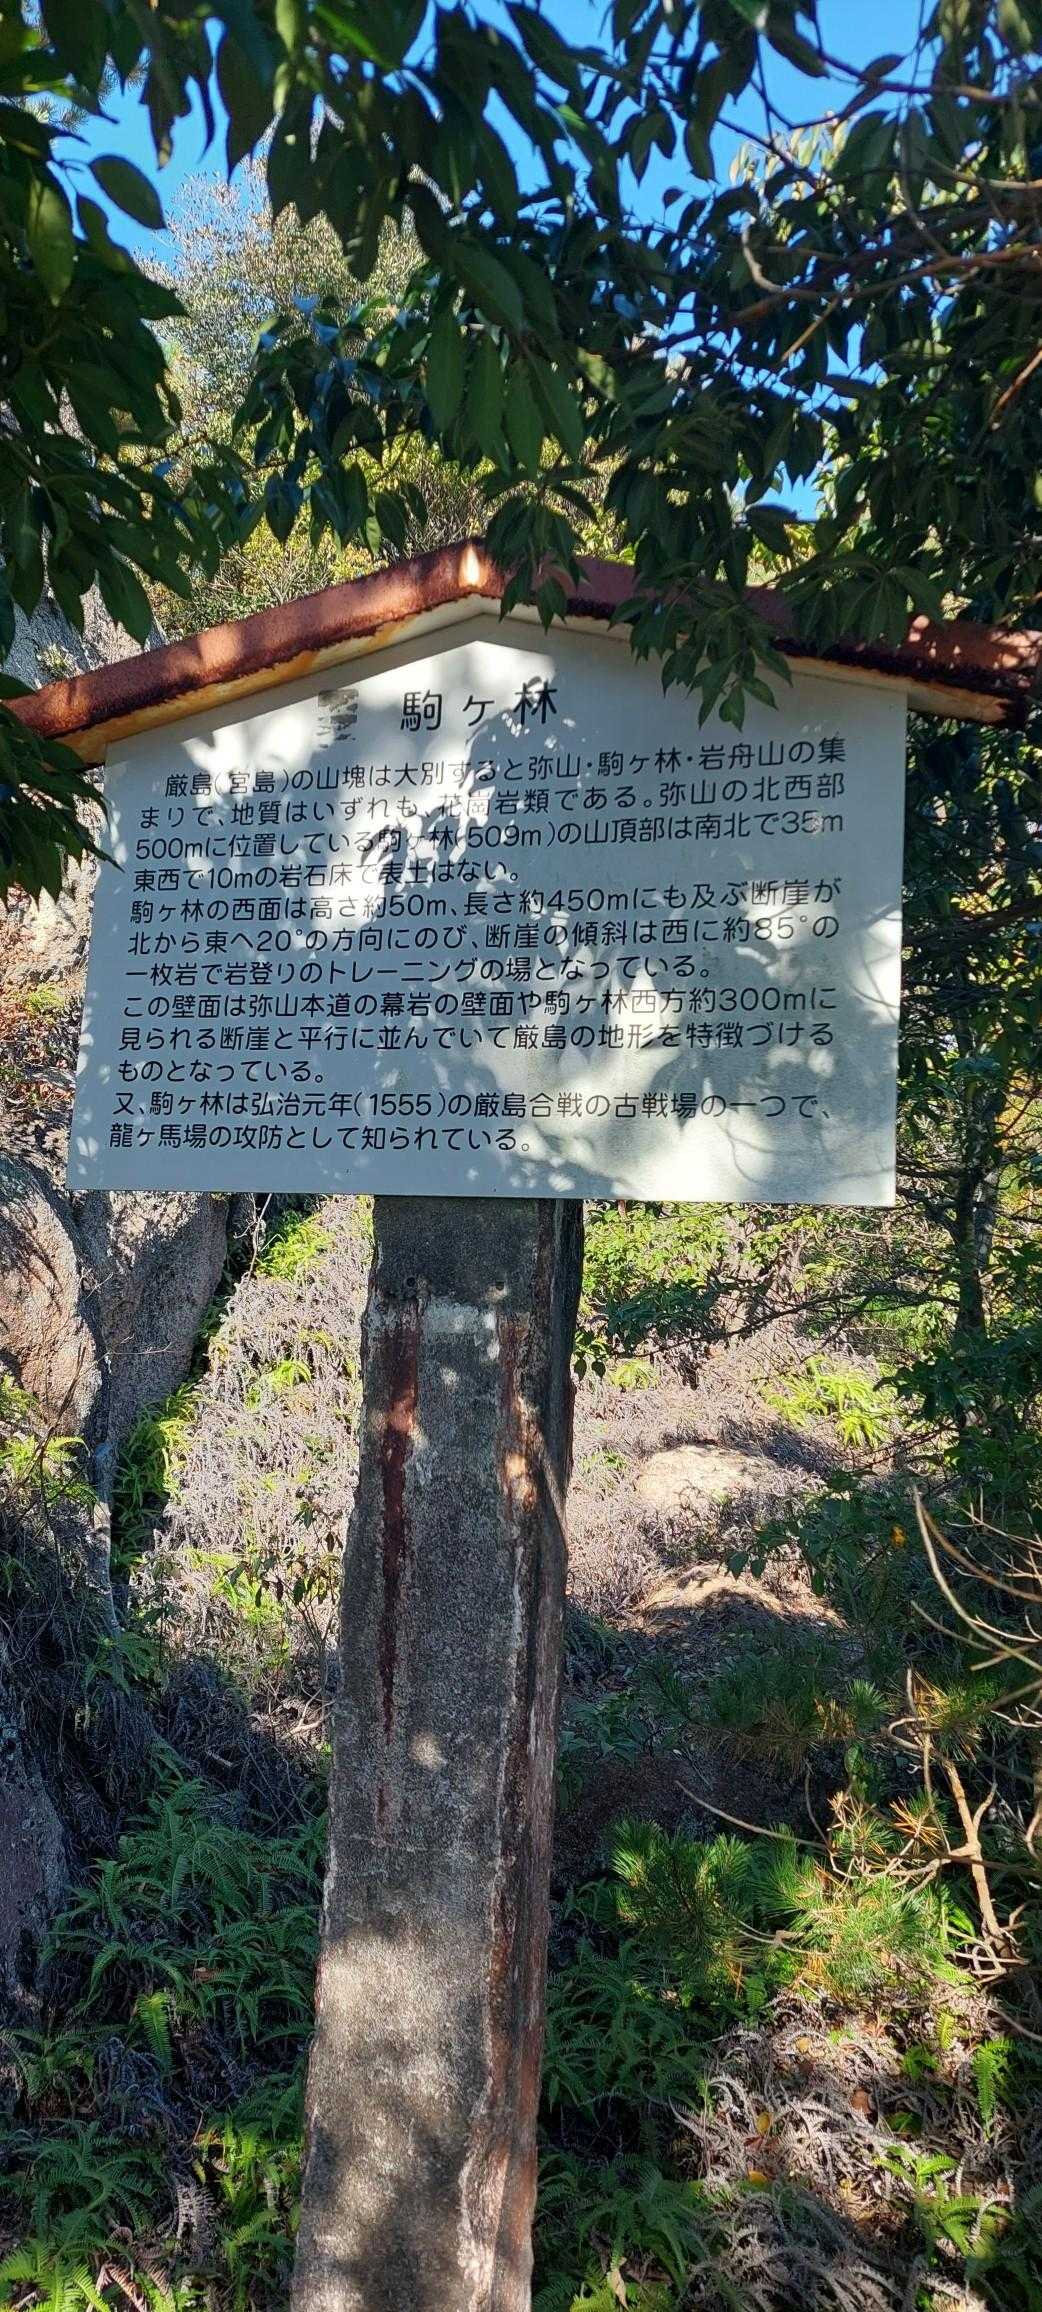 駒ヶ林
厳島(宮島)の山塊は大別すると弥山・駒ヶ林・岩舟山の集
まりで、地質はいずれも、花崗岩類である。弥山の北西部
500mに位置している駒ヶ林(509m)の山頂部は南北で35m
東西で10mの岩石床で表土はない。
駒ヶ林の西面は高さ約50m、長さ約450mにも及ぶ断崖が
北から東へ20°の方向にのび、断崖の傾斜は西に約85°の
一枚岩で岩登りのトレーニングの場となっている。
この壁面は弥山本道の幕岩の壁面や駒ヶ林西方約300mに
見られる断崖と平行に並んでいて厳島の地形を特徴づける
ものとなっている。
又、駒ヶ林は弘治元年(1555)の厳島合戦の古戦場の一つで、
龍ヶ馬場の攻防として知られている。